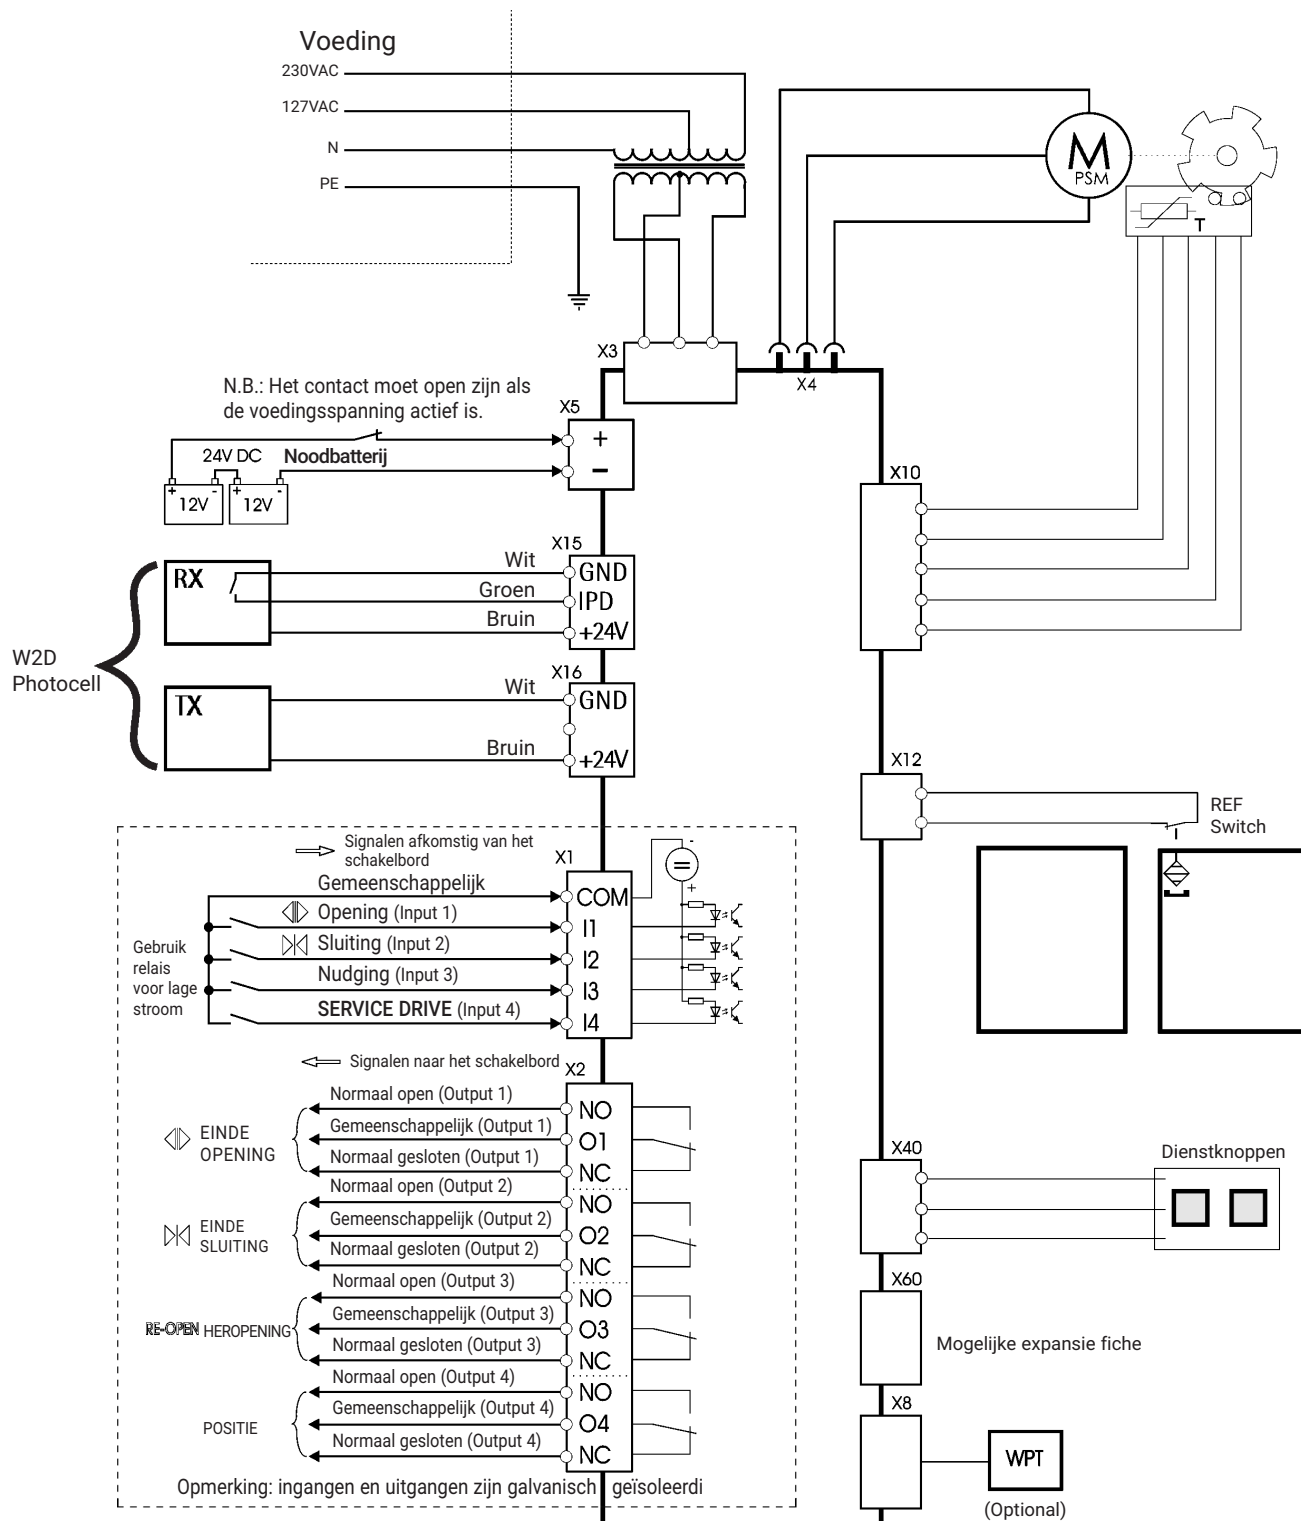 Voeding
230VAC
127VAC
N
PE
M
PSM
T
X3
X4
N.B.: Het contact moet open zijn als
de voedingsspanning actief is.
X5
+
−
24V DC
Noodbatterij
+ -
12V
+ -
12V
X10
X15
RX
Wit
GND
Groen
IPD
Bruin
+24V
W2D
Photocell
X16
TX
Wit
GND
Bruin
+24V
X12
REF
Switch
Signalen afkomstig van het
schakelbord
X1
-
=
+
Gemeenschappelijk
COM
Opening (Input 1)
I1
Sluiting (Input 2)
I2
Nudging (Input 3)
I3
SERVICE DRIVE (Input 4)
I4
Gebruik
relais
voor lage
stroom
Signalen naar het schakelbord
X2
Normaal open (Output 1)
NO
Gemeenschappelijk (Output 1)
O1
Normaal gesloten (Output 1)
NC
EINDE
OPENING
Normaal open (Output 2)
NO
Gemeenschappelijk (Output 2)
O2
Normaal gesloten (Output 2)
NC
EINDE
SLUITING
Normaal open (Output 3)
NO
Gemeenschappelijk (Output 3)
O3
Normaal gesloten (Output 3)
NC
RE-OPEN HEROPENING
Normaal open (Output 4)
NO
Gemeenschappelijk (Output 4)
O4
Normaal gesloten (Output 4)
NC
POSITIE
Opmerking: ingangen en uitgangen zijn galvanisch geïsoleerdi
X40
Dienstknoppen
X60
Mogelijke expansie fiche
X8
WPT
(Optional)